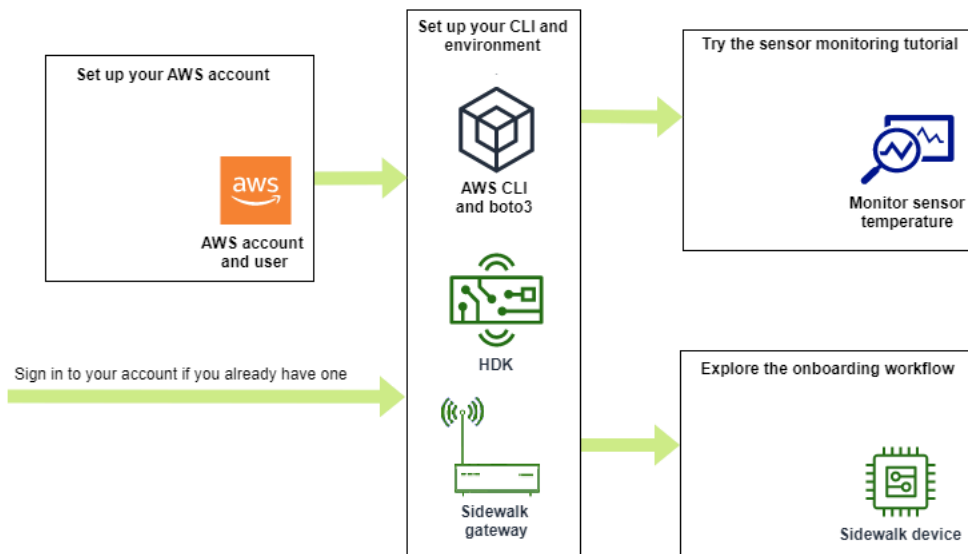 Set up your AWS account
aws
AWS account
and user
Sign in to your account if you already have one
Set up your CLI and
environment
AWS CLI
and boto3
HDK
Sidewalk
gateway
Try the sensor monitoring tutorial
Monitor sensor
temperature
Explore the onboarding workflow
Sidewalk device